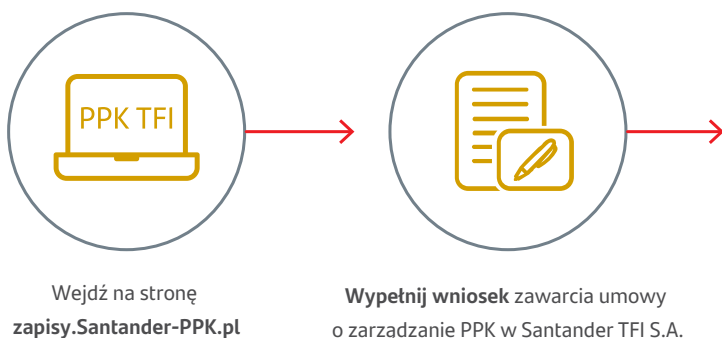 PPK TFI
Wejdź na stronę
zapisy.Santander-PPK.pl
Wypełnij wniosek zawarcia umowy
o zarządzanie PPK w Santander TFI S.A.